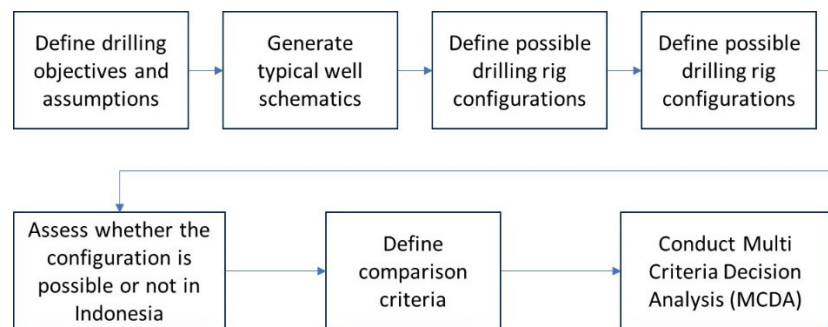 Define drilling
objectives and
assumptions
Generate
typical well
schematics
Define possible
drilling rig
configurations
Define possible
drilling rig
configurations
Assess whether the
configuration is
possible or not in
Indonesia
Define
comparison
criteria
Conduct Multi
Criteria Decision
Analysis (MCDA)